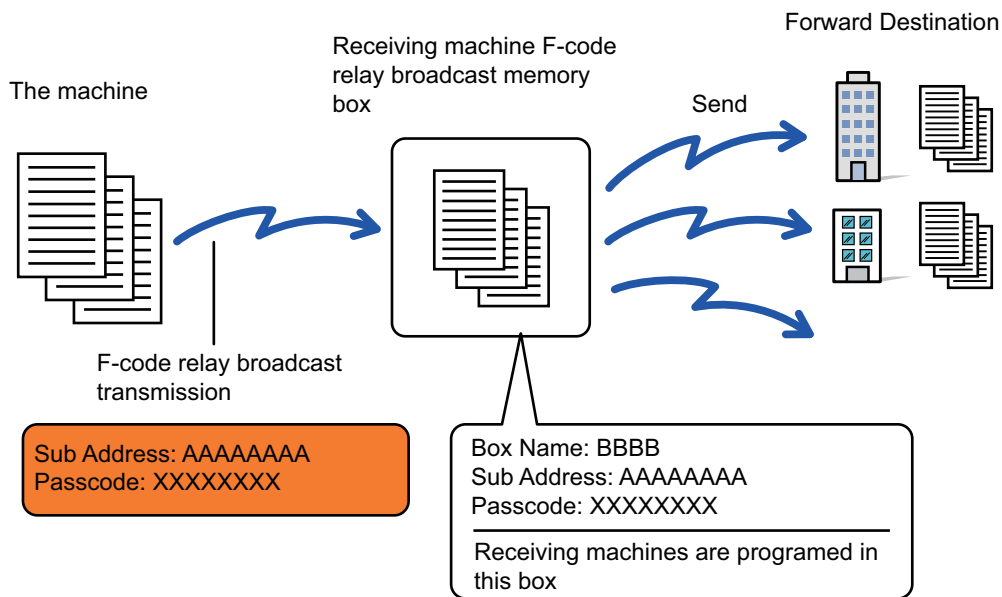 The machine
Receiving machine F-code
relay broadcast memory
box
Forward Destination
Send
F-code relay broadcast
transmission
Sub Address: AAAAAAAA
Passcode: XXXXXXXX
Box Name: BBBB
Sub Address: AAAAAAAA
Passcode: XXXXXXXX
Receiving machines are programed in
this box